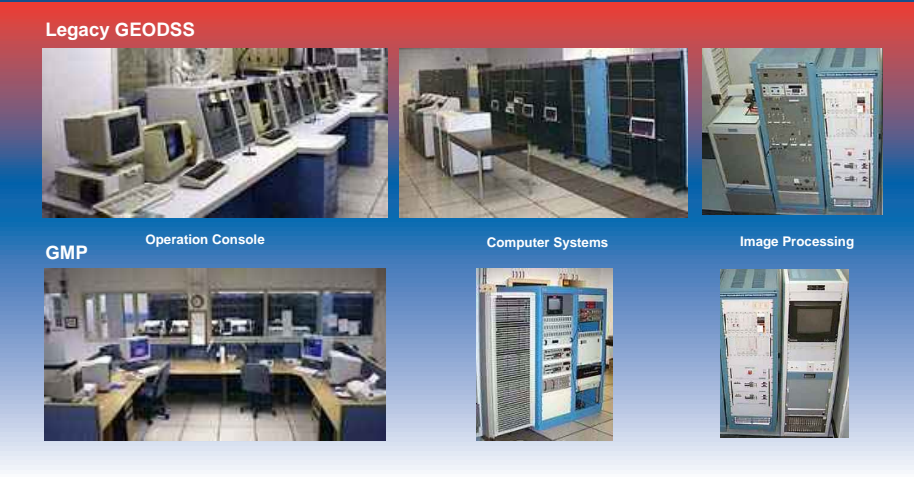 Legacy GEODSS
Operation Console
Computer Systems
Image Processing
GMP